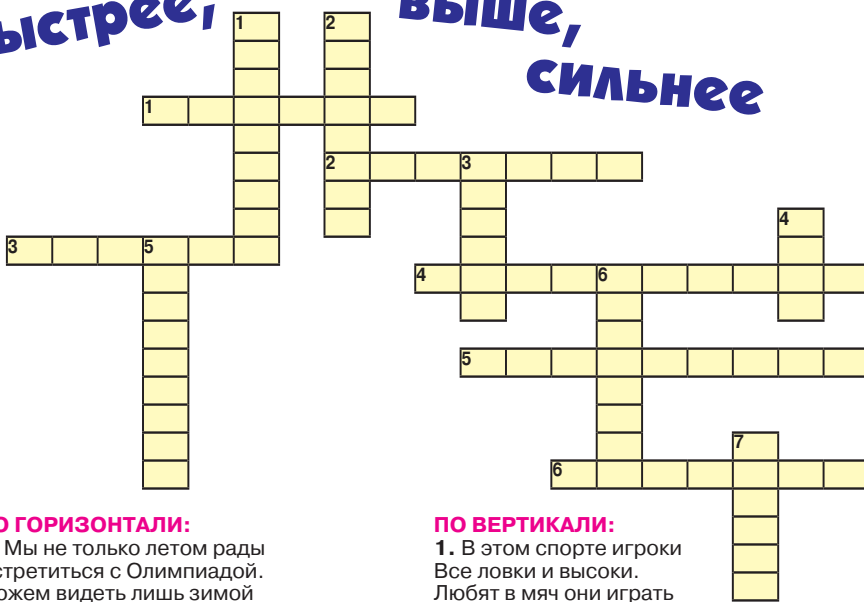 ыстрее,
выше,
сильнее
1 2
1
2 3
4
3 5
4 6
5
7
6
О ГОРИЗОНТАЛИ:
Мы не только летом рады
стретиться с Олимпиадой.
ожем видеть лишь зимой
ПО ВЕРТИКАЛИ:
1. В этом спорте игроки
Все ловки и высоки.
Любят в мяч они играть